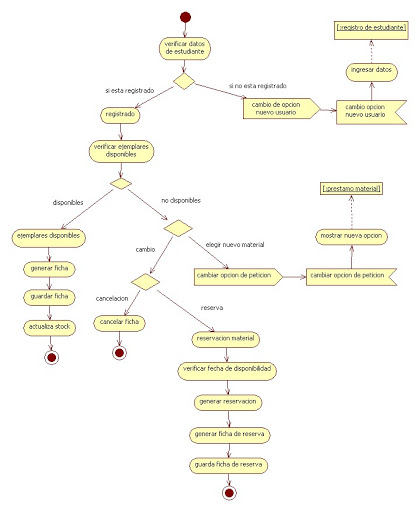 verificar datos
de estudiante
[:registro de estudiante]
ingresar datos
si esta registrado
si no esta registrado
registrado
cambio de opcion
nuevo usuario
cambio opcion
nuevo usuario
verificar ejemplares
disponibles
disponibles
no disponibles
[:prestamo material]
ejemplares disponibles
cambio
elegir nuevo material
mostrar nueva opcion
generar ficha
cambiar opcion de peticion
cambiar opcion de peticion
guardar ficha
cancelacion
reserva
actualiza stock
cancelar ficha
reservacion material
verificar fecha de disponibilidad
generar reservacion
generar ficha de reserva
guarda ficha de reserva